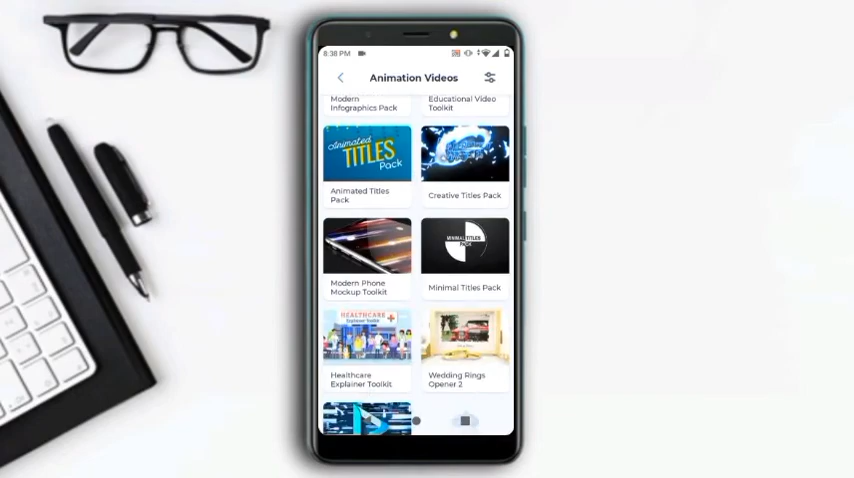 8:38 PM
Animation Videos
Modern
Infographics Pack
Educational Video
Toolkit
Animated
TITLES
Pack
Animated Titles
Pack
Creative Titles Pack
MINIMAL TITLES
PACK
Modern Phone
Mockup Toolkit
Minimal Titles Pack
HEALTHCARE
Explainer Toolkit
Healthcare
Explainer Toolkit
Wedding Rings
Opener 2